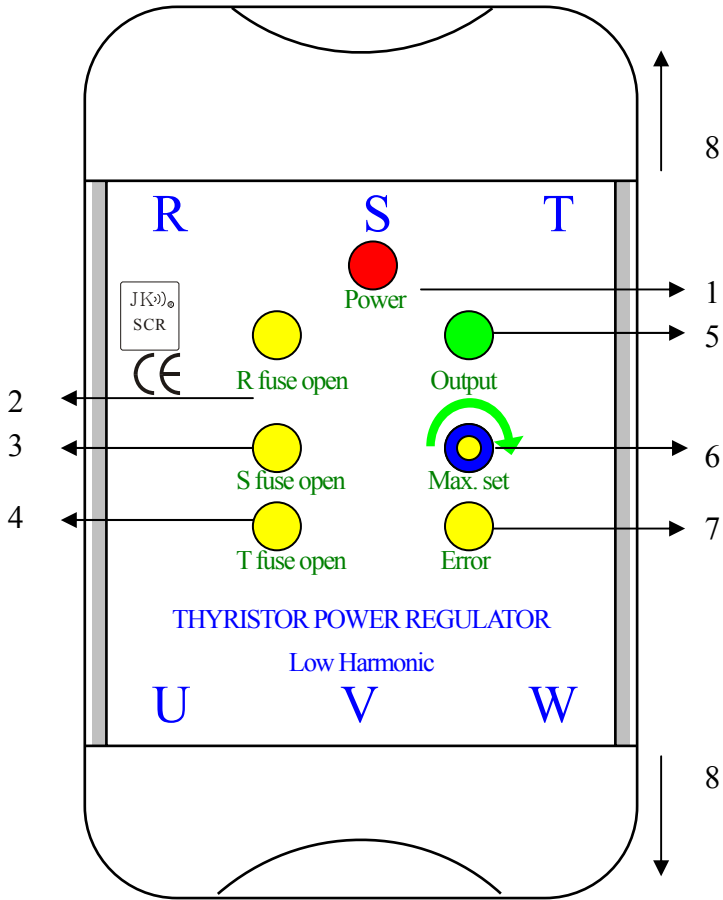 8
R S T
Power
1
JK
SCR
CE
5
R fuse open Output
2
3
S fuse open Max. set
6
4
T fuse open Error
7
THYRISTOR POWER REGULATOR
Low Harmonic
U V W
8